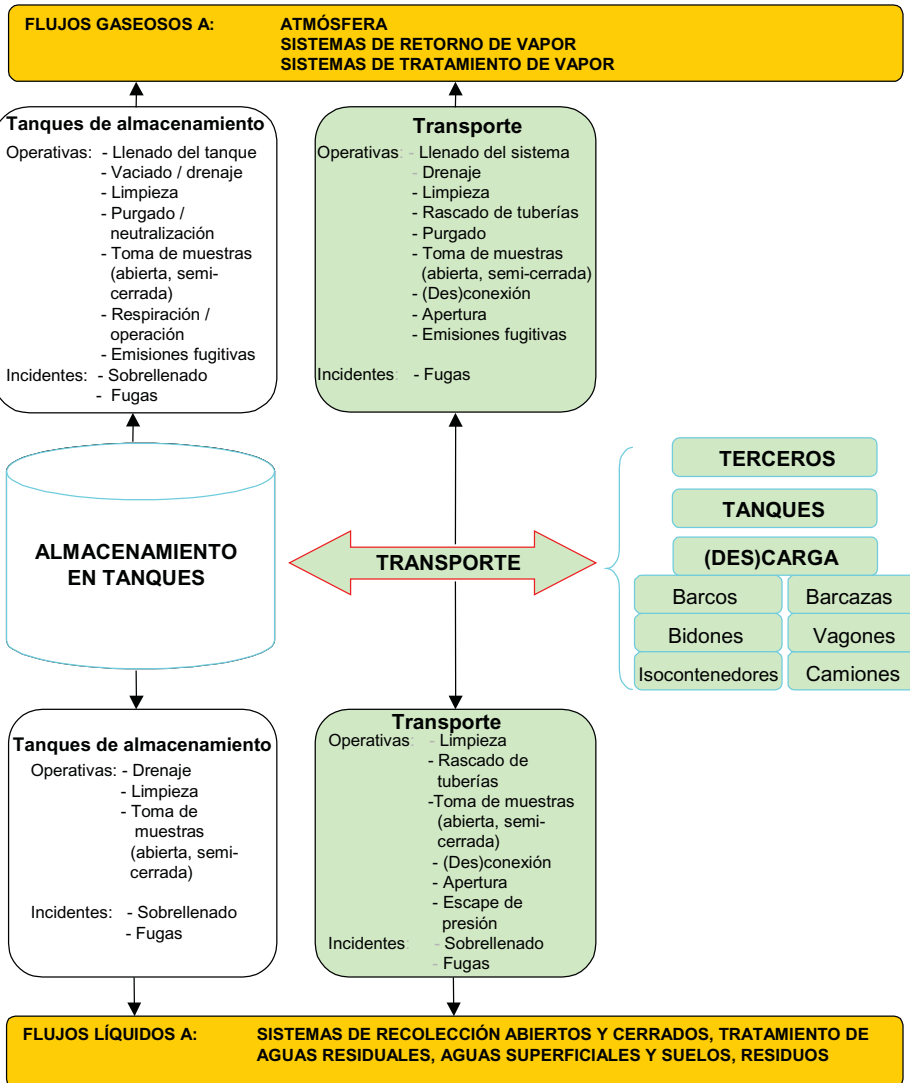 FLUJOS GASEOSOS A: ATMÓSFERA
SISTEMAS DE RETORNO DE VAPOR
SISTEMAS DE TRATAMIENTO DE VAPOR
Tanques de almacenamiento
Operativas: - Llenado del tanque
- Vaciado / drenaje
- Limpieza
- Purgado /
neutralización
- Toma de muestras
(abierta, semi-
cerrada)
- Respiración /
operación
- Emisiones fugitivas
Incidentes: - Sobrellenado
- Fugas
Transporte
Operativas: - Llenado del sistema
- Drenaje
- Limpieza
- Rascado de tuberías
- Purgado
- Toma de muestras
(abierta, semi-cerrada)
- (Des)conexión
- Apertura
- Emisiones fugitivas
Incidentes: - Fugas
ALMACENAMIENTO
EN TANQUES
TRANSPORTE
TERCEROS
TANQUES
(DES)CARGA
Barcos Barcazas
Bidones Vagones
Isocontenedores Camiones
Tanques de almacenamiento
Operativas: - Drenaje
- Limpieza
- Toma de
muestras
(abierta, semi-
cerrada)
Incidentes: - Sobrellenado
- Fugas
Transporte
Operativas: - Limpieza
- Rascado de
tuberías
-Toma de muestras
(abierta, semi-
cerrada)
- (Des)conexión
- Apertura
- Escape de
presión
Incidentes: - Sobrellenado
- Fugas
FLUJOS LÍQUIDOS A: SISTEMAS DE RECOLECCIÓN ABIERTOS Y CERRADOS, TRATAMIENTO DE
AGUAS RESIDUALES, AGUAS SUPERFICIALES Y SUELOS, RESIDUOS